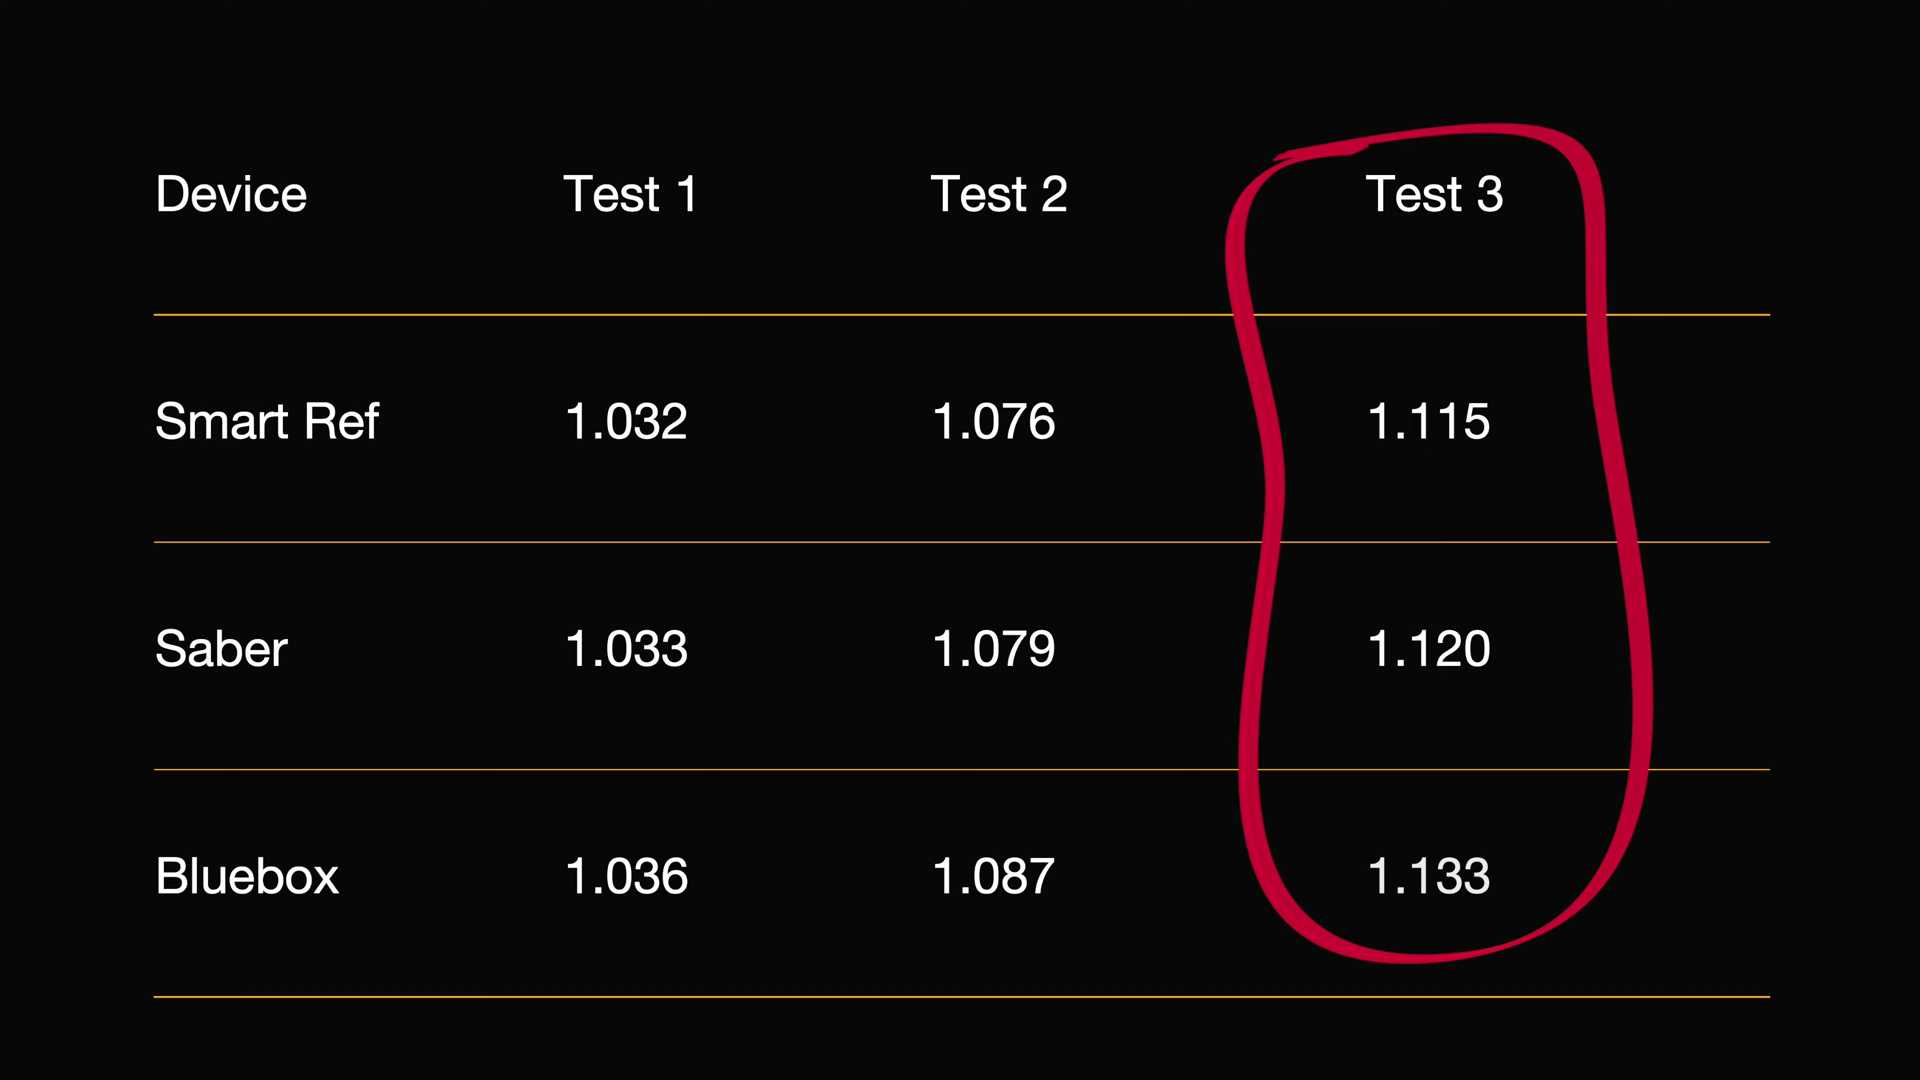 Device Test 1 Test 2 Test 3
Smart Ref 1.032 1.076 1.115
Saber 1.033 1.079 1.120
Bluebox 1.036 1.087 1.133